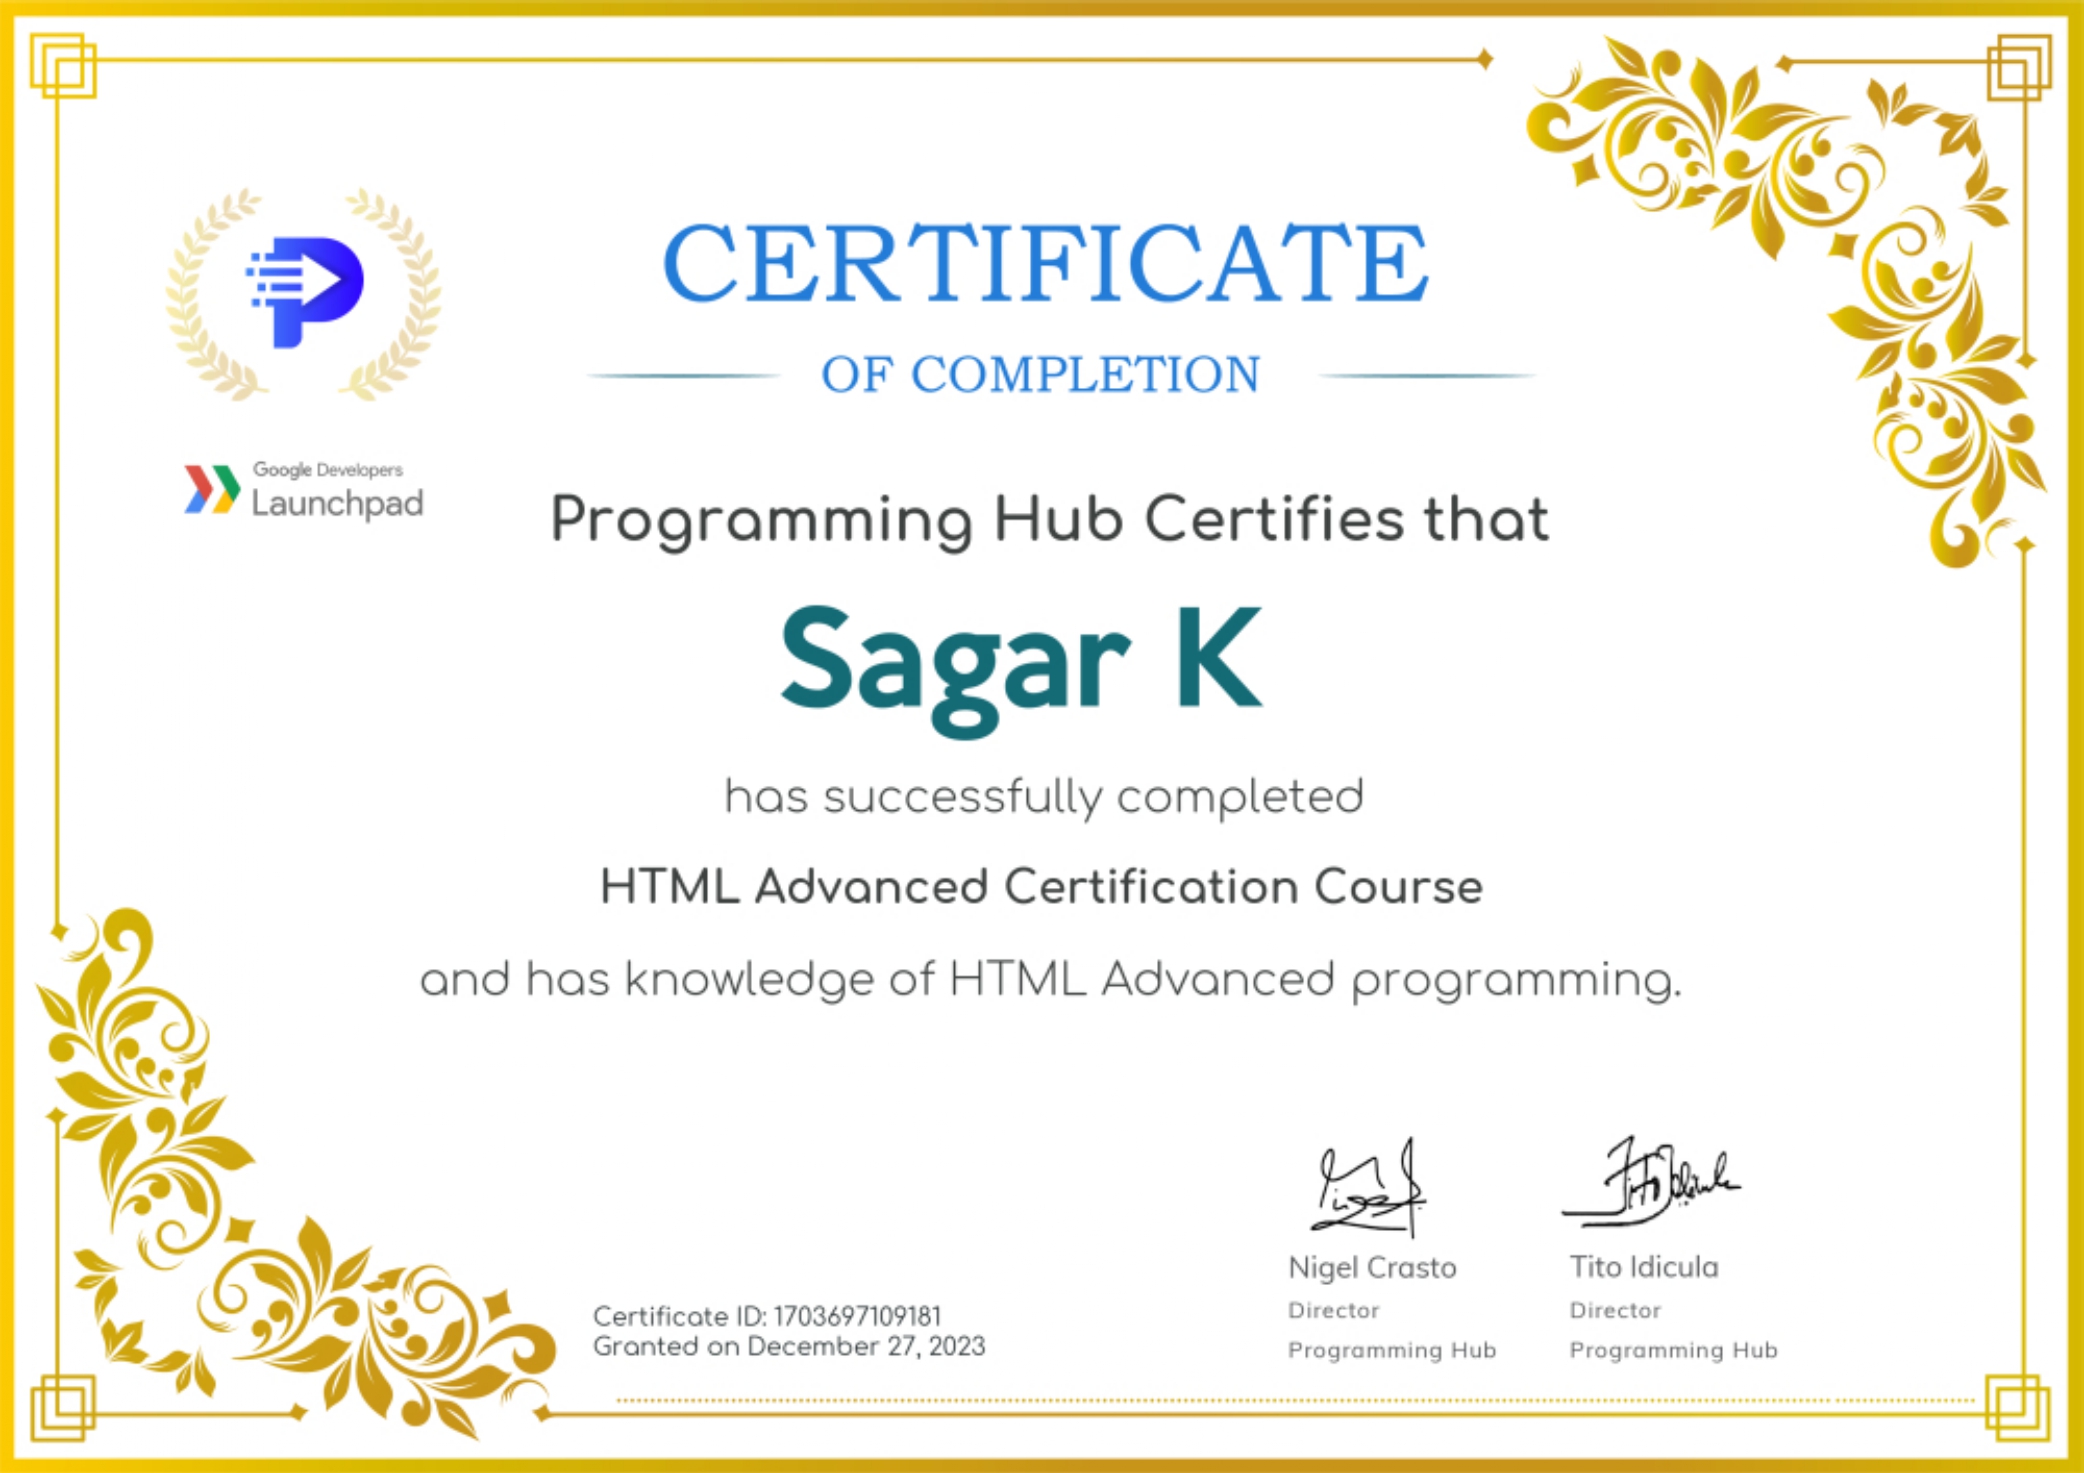 CERTIFICATE
OF COMPLETION
Google Developers
Launchpad
Programming Hub Certifies that
Sagar K
has successfully completed
HTML Advanced Certification Course
and has knowledge of HTML Advanced programming.
Certificate ID: 1703697109181
Granted on December 27, 2023
Nigel Crasto
Director
Programming Hub
Tito Idicula
Director
Programming Hub